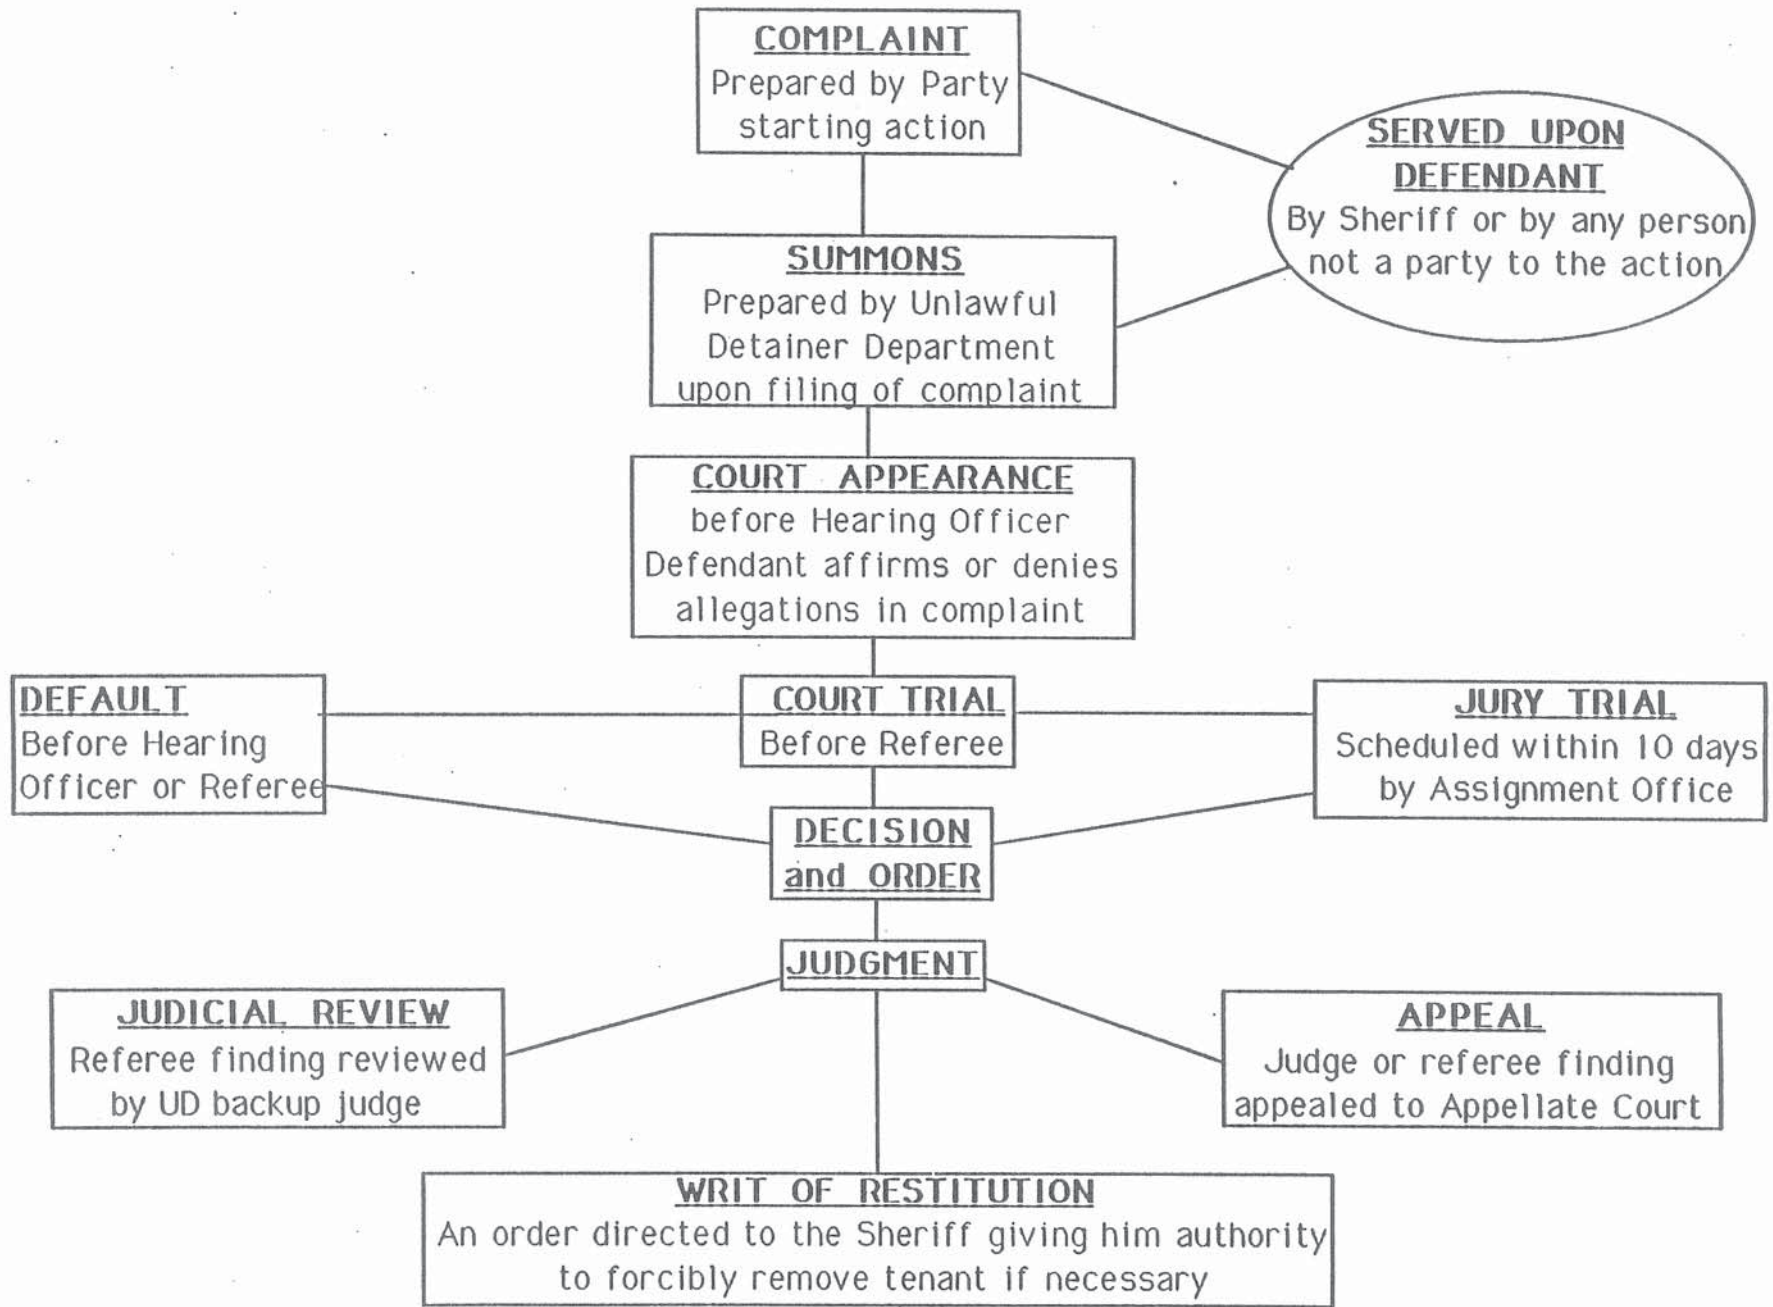 COMPLAINT
Prepared by Party
starting action
SERVED UPON
DEFENDANT
By Sheriff or by any person
not a party to the action
SUMMONS
Prepared by Unlawful
Detainer Department
upon filing of complaint
COURT APPEARANCE
before Hearing Officer
Defendant affirms or denies
allegations in complaint
DEFAULT
Before Hearing
Officer or Referee
COURT TRIAL
Before Referee
JURY TRIAL
Scheduled within 10 days
by Assignment Office
DECISION
and ORDER
JUDGMENT
JUDICIAL REVIEW
Referee finding reviewed
by UD backup judge
APPEAL
Judge or referee finding
appealed to Appellate Court
WRIT OF RESTITUTION
An order directed to the Sheriff giving him authority
to forcibly remove tenant if necessary